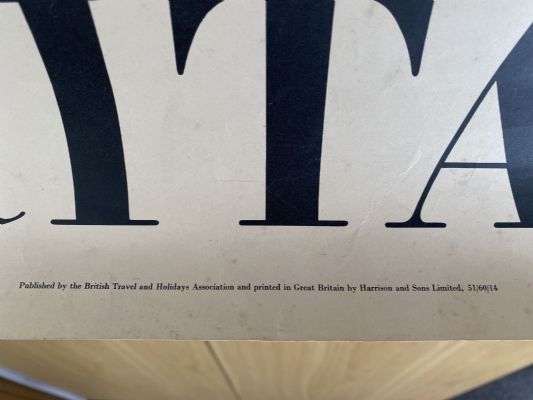 ITA
Published by the British Travel and Holidays Association and printed in Great Britain by Harrison and Sons Limited, 51|60|14